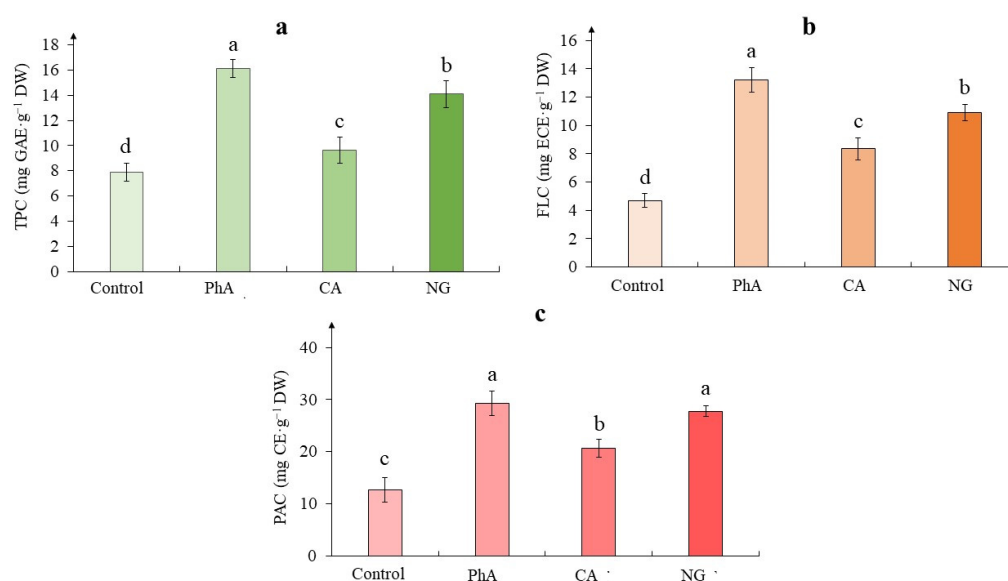 a
TPC (mg GAE·g⁻¹ DW)
18
16
14
12
10
8
6
4
2
0
d
a
c
b
Control PhA CA NG
b
FLC (mg ECE·g⁻¹ DW)
16
14
12
10
8
6
4
2
0
d
a
c
b
Control PhA CA NG
c
PAC (mg CE·g⁻¹ DW)
40
30
20
10
0
c
a
b
a
Control PhA CA NG